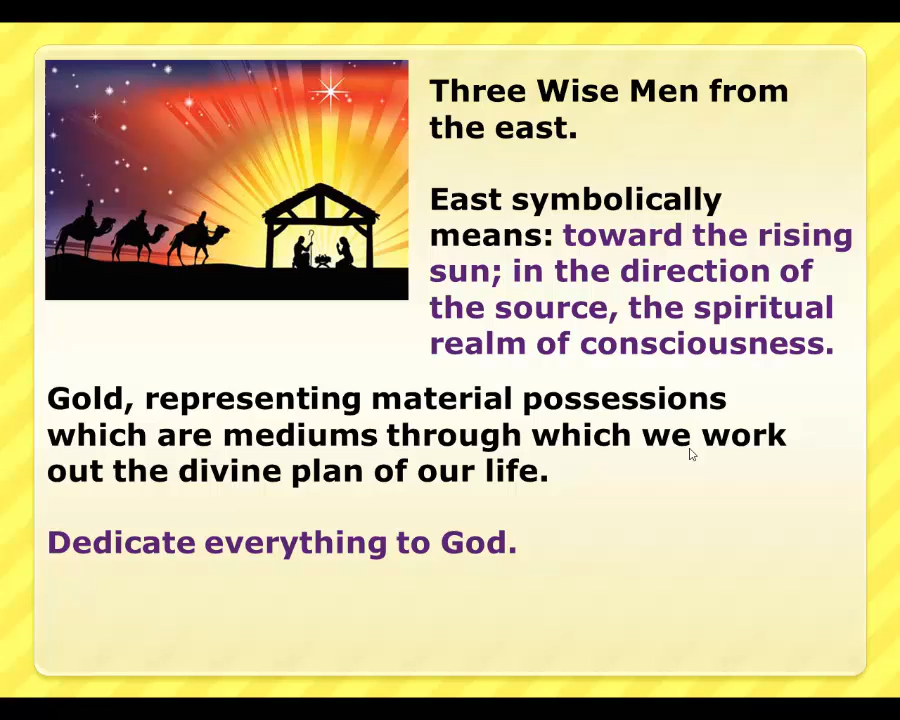 Three Wise Men from
the east.
East symbolically
means: toward the rising
sun; in the direction of
the source, the spiritual
realm of consciousness.
Gold, representing material possessions
which are mediums through which we work
out the divine plan of our life.
Dedicate everything to God.